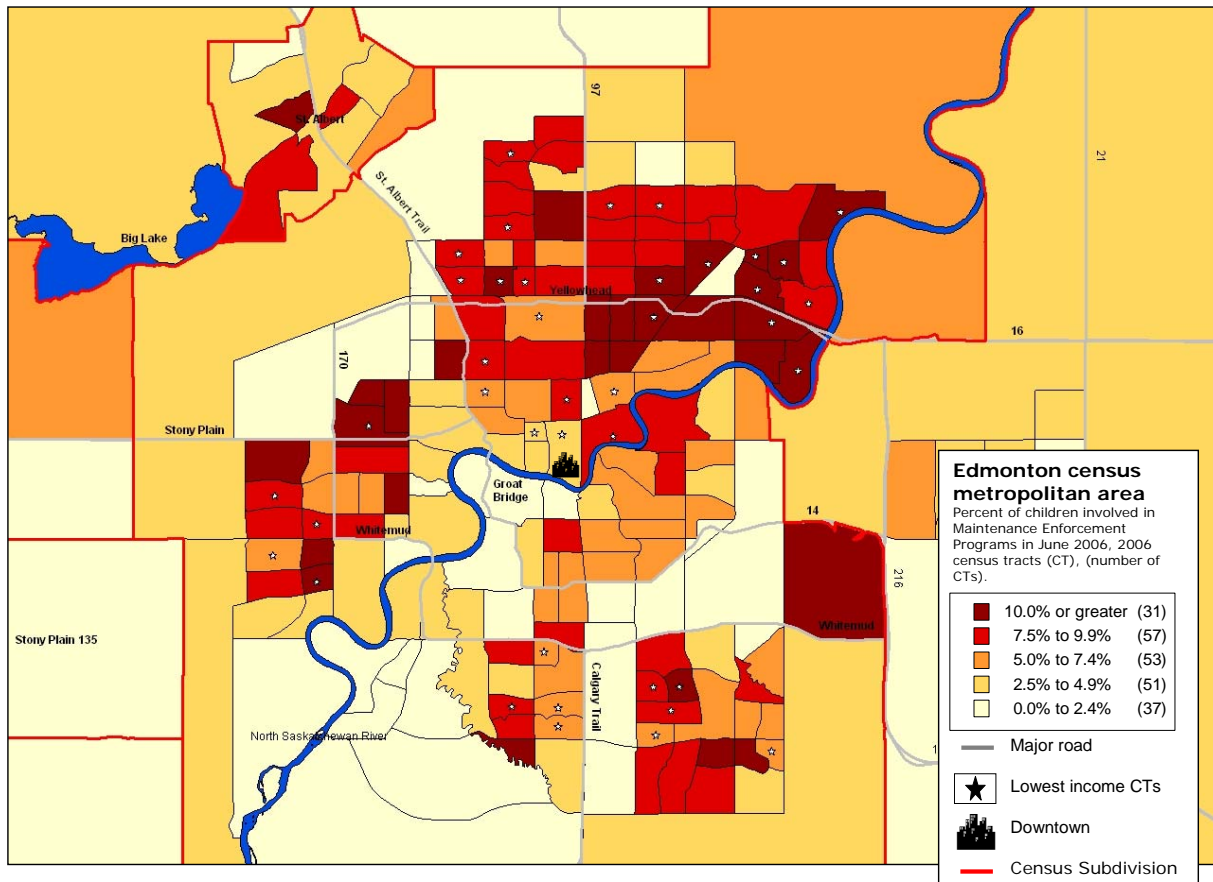 97
21
St. Albert
St. Albert Trail
Big Lake
Yellowhead
16
170
Stony Plain
Groat
Bridge
Whitemud
14
216
Stony Plain 135
Whitemud
Calgary Trail
North Saskatchewan River
1
Edmonton census
metropolitan area
Percent of children involved in
Maintenance Enforcement
Programs in June 2006, 2006
census tracts (CT), (number of
CTs).
10.0% or greater (31)
7.5% to 9.9% (57)
5.0% to 7.4% (53)
2.5% to 4.9% (51)
0.0% to 2.4% (37)
Major road
Lowest income CTs
Downtown
Census Subdivision